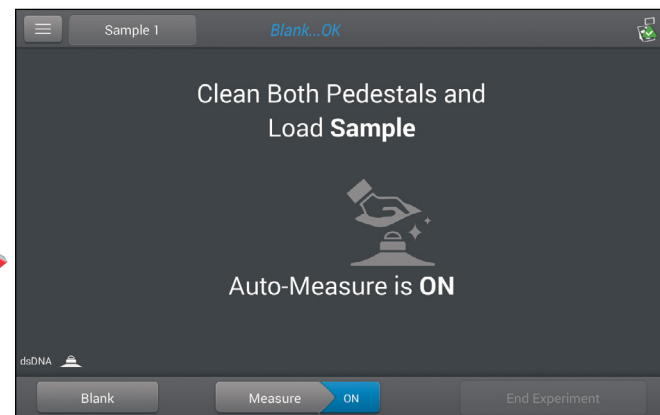 Sample 1
Blank...OK
Clean Both Pedestals and
Load Sample
Auto-Measure is ON
dsDNA
Blank
Measure
ON
End Experiment